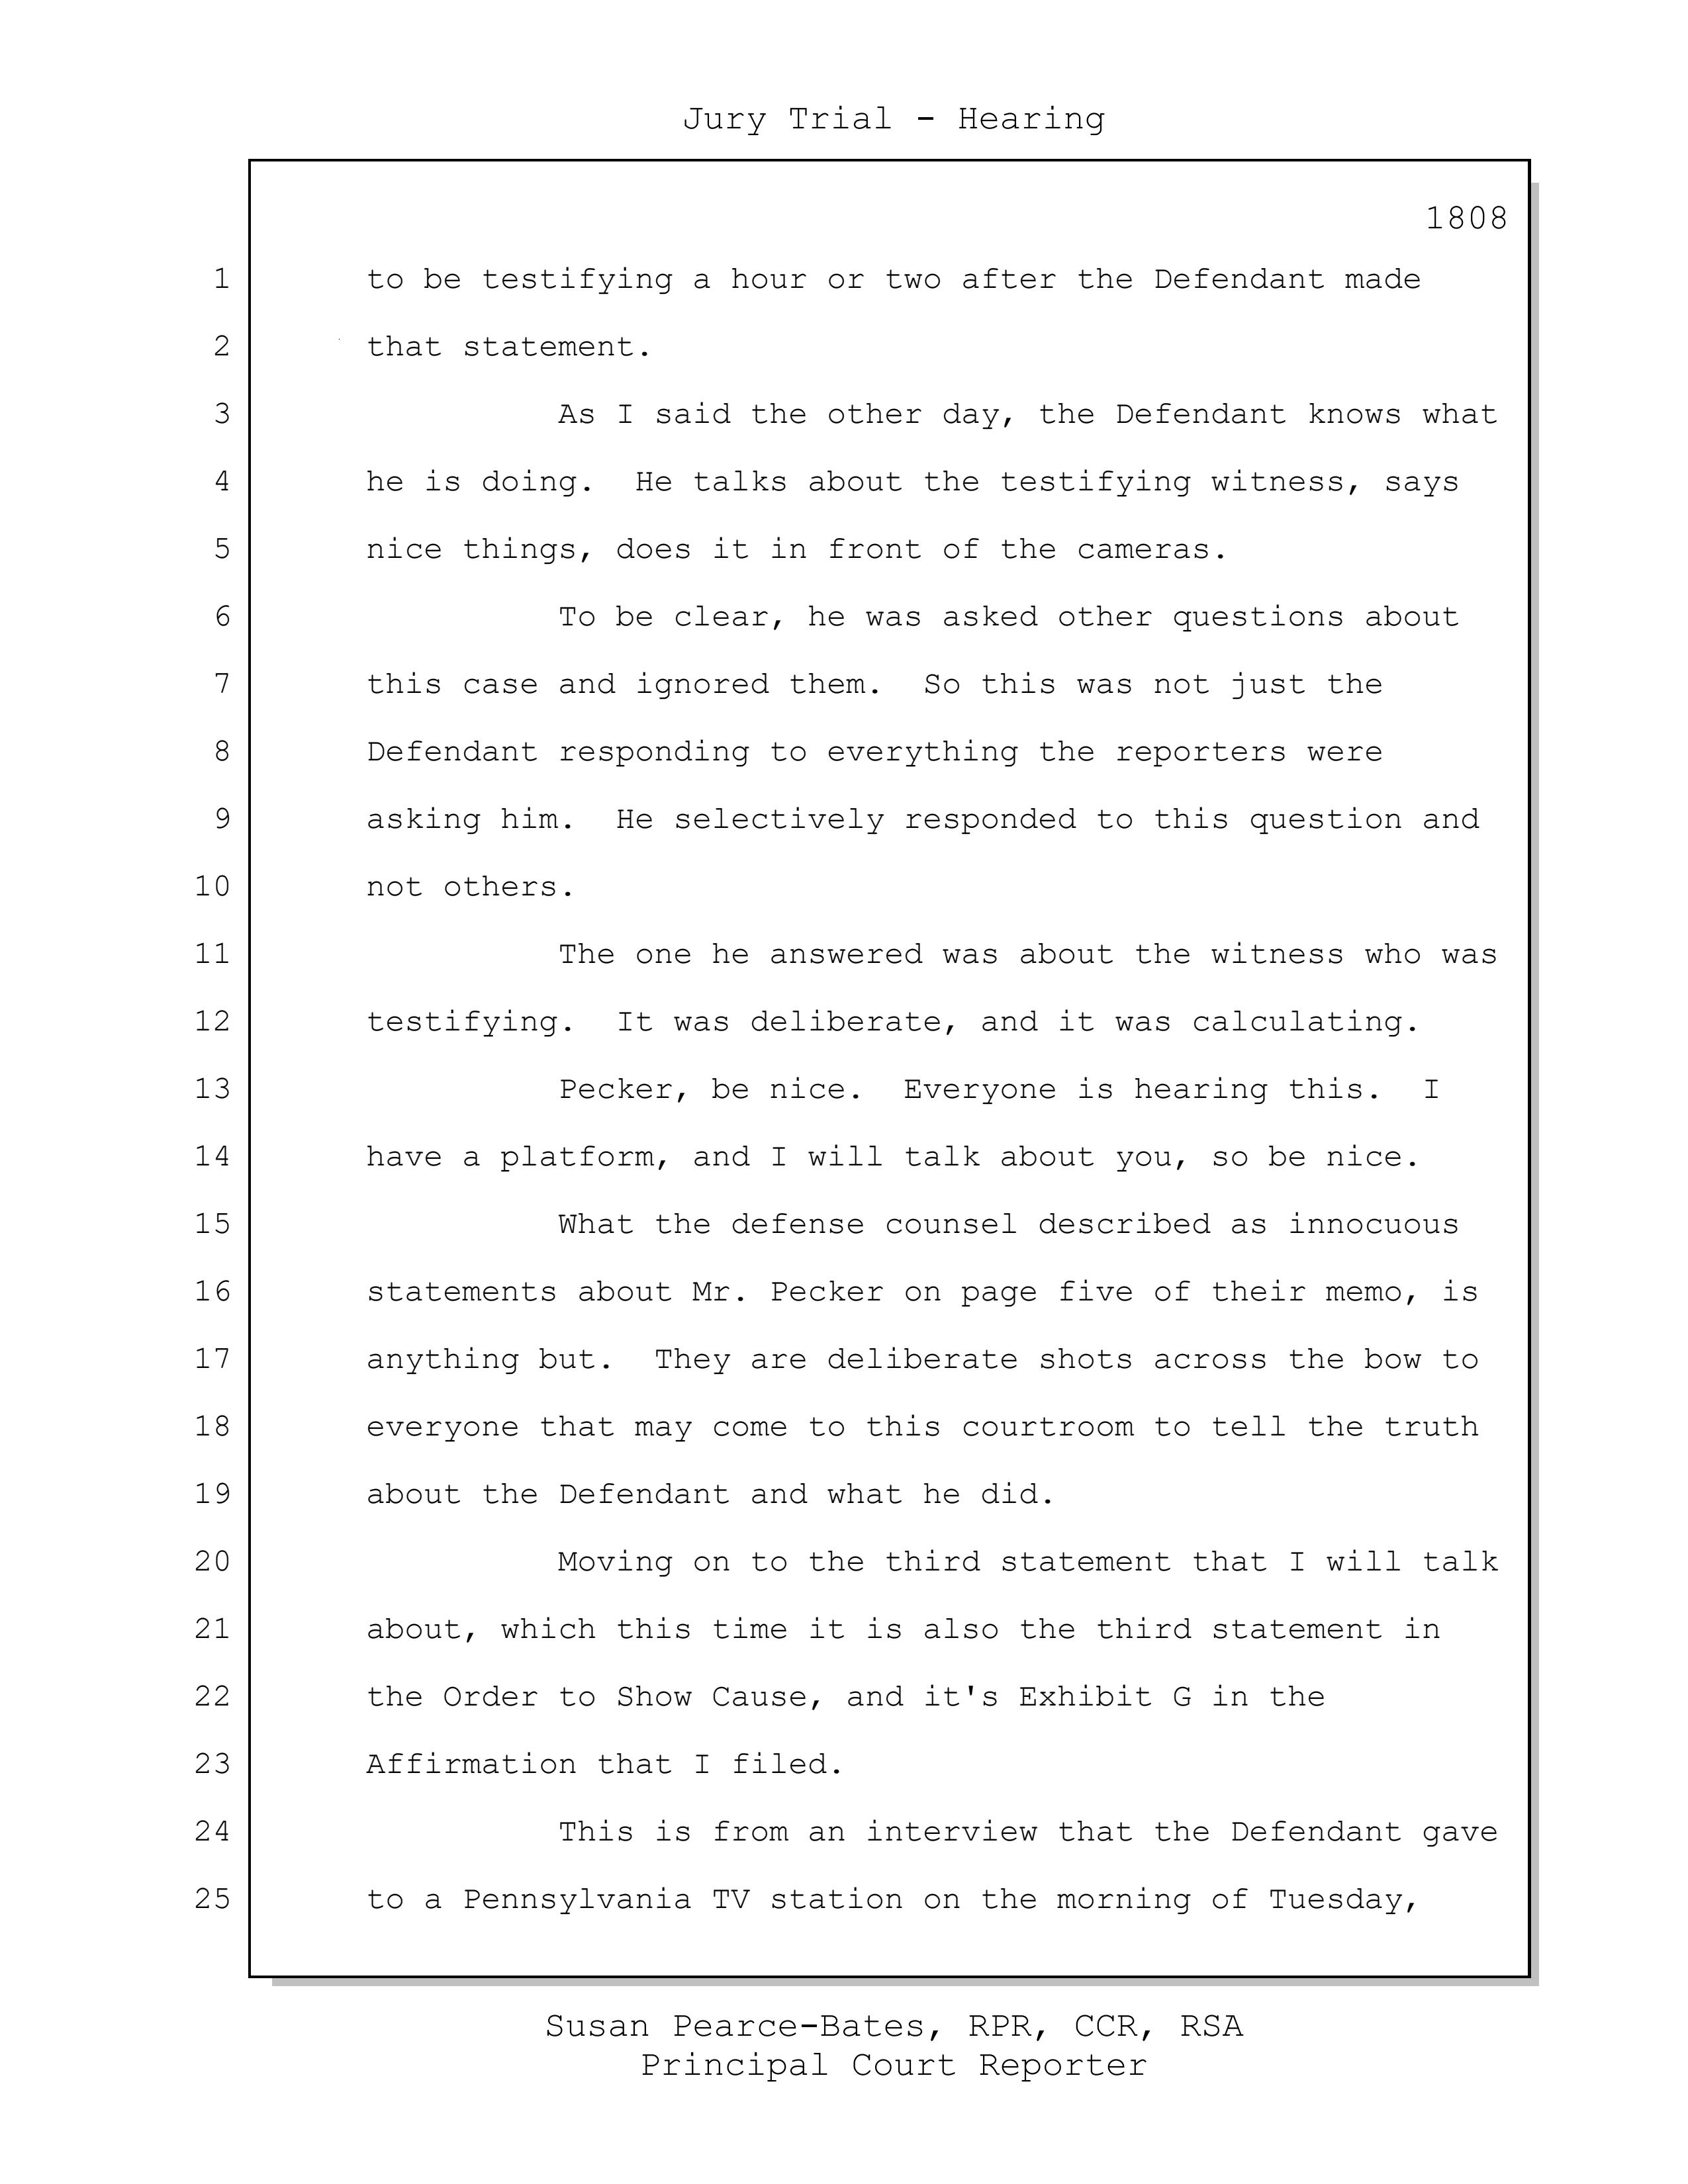 Jury Trial - Hearing
1808
1 to be testifying a hour or two after the Defendant made
2 that statement.
3 As I said the other day, the Defendant knows what
4 he is doing. He talks about the testifying witness, says
5 nice things, does it in front of the cameras.
6 To be clear, he was asked other questions about
7 this case and ignored them. So this was not just the
8 Defendant responding to everything the reporters were
9 asking him. He selectively responded to this question and
10 not others.
11 The one he answered was about the witness who was
12 testifying. It was deliberate, and it was calculating.
13 Pecker, be nice. Everyone is hearing this. I
14 have a platform, and I will talk about you, so be nice.
15 What the defense counsel described as innocuous
16 statements about Mr. Pecker on page five of their memo, is
17 anything but. They are deliberate shots across the bow to
18 everyone that may come to this courtroom to tell the truth
19 about the Defendant and what he did.
20 Moving on to the third statement that I will talk
21 about, which this time it is also the third statement in
22 the Order to Show Cause, and it's Exhibit G in the
23 Affirmation that I filed.
24 This is from an interview that the Defendant gave
25 to a Pennsylvania TV station on the morning of Tuesday,
Susan Pearce-Bates, RPR, CCR, RSA
Principal Court Reporter